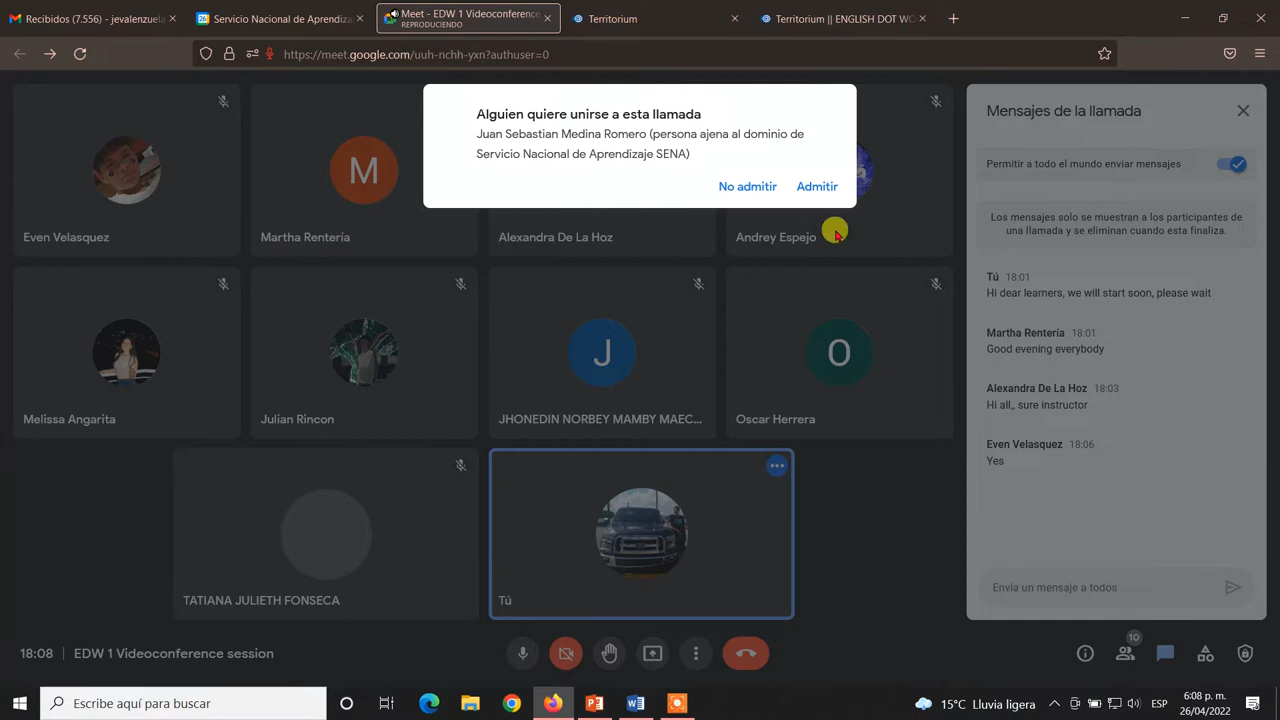 Recibidos (7.556) - jevalenzuela
26
Servicio Nacional de Aprendiza
Meet - EDW 1 Videoconference
REPRODUCIENDO
Territorium
Territorium || ENGLISH DOT WO
https://meet.google.com/uuh-nchh-yxn?authuser=0
Alguien quiere unirse a esta llamada
Juan Sebastian Medina Romero (persona ajena al dominio de
Servicio Nacional de Aprendizaje SENA)
No admitir
Admitir
Even Velasquez
M
Martha Rentería
Alexandra De La Hoz
Andrey Espejo
Melissa Angarita
Julian Rincon
J
JHONEDIN NORBEY MAMBY MAEC...
O
Oscar Herrera
TATIANA JULIETH FONSECA
Tú
Mensajes de la llamada
Permitir a todo el mundo enviar mensajes
Los mensajes solo se muestran a los participantes de
una llamada y se eliminan cuando esta finaliza.
Tú 18:01
Hi dear learners, we will start soon, please wait
Martha Rentería 18:01
Good evening everybody
Alexandra De La Hoz 18:03
Hi all,, sure instructor
Even Velasquez 18:06
Yes
Envía un mensaje a todos
18:08 | EDW 1 Videoconference session
10
Escribe aquí para buscar
15°C Lluvia ligera
ESP
6:08 p. m.
26/04/2022